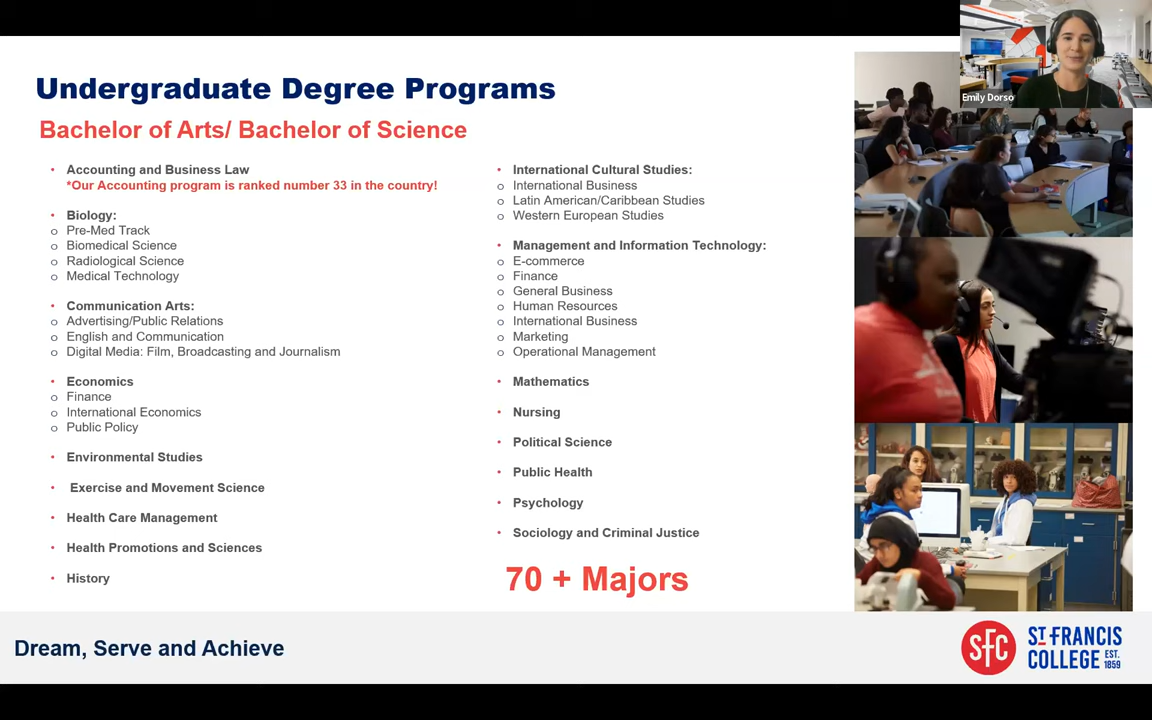 Undergraduate Degree Programs
Bachelor of Arts/ Bachelor of Science
• Accounting and Business Law
*Our Accounting program is ranked number 33 in the country!
• Biology:
o Pre-Med Track
o Biomedical Science
o Radiological Science
o Medical Technology
• Communication Arts:
o Advertising/Public Relations
o English and Communication
o Digital Media: Film, Broadcasting and Journalism
• Economics
o Finance
o International Economics
o Public Policy
• Environmental Studies
• Exercise and Movement Science
• Health Care Management
• Health Promotions and Sciences
• History
• International Cultural Studies:
o International Business
o Latin American/Caribbean Studies
o Western European Studies
• Management and Information Technology:
o E-commerce
o Finance
o General Business
o Human Resources
o International Business
o Marketing
o Operational Management
• Mathematics
• Nursing
• Political Science
• Public Health
• Psychology
• Sociology and Criminal Justice
70 + Majors
Emily Dorso
Dream, Serve and Achieve
SFC
ST. FRANCIS
COLLEGE EST. 1859